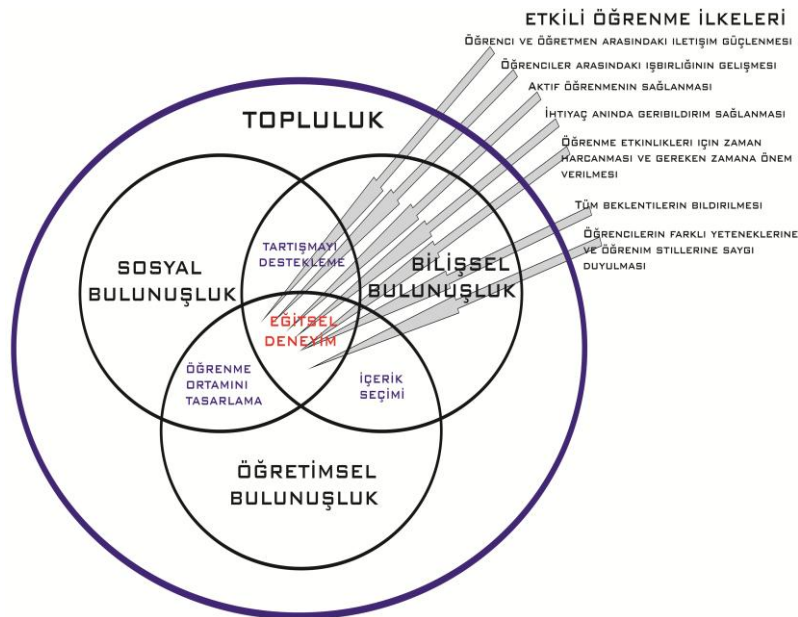 ETKİLİ ÖĞRENME İLKELERİ
ÖĞRENCI VE ÖĞRETMEN ARASINDAKI ILETIŞIM GÜÇLENMESI
ÖĞRENCILER ARASINDAKI IŞBIRLIĞININ GELIŞMESI
AKTIF ÖĞRENMENIN SAĞLANMASI
İHTIYAÇ ANINDA GERIBILDIRIM SAĞLANMASI
ÖĞRENME ETKINLIKLERI IÇIN ZAMAN
HARCANMASI VE GEREKEN ZAMANA ÖNEM
VERILMESI
TÜM BEKLENTILERIN BILDIRILMESI
ÖĞRENCILERIN FARKLI YETENEKLERINE
VE ÖĞRENIM STILLERINE SAYGI
DUYULMASI
TOPLULUK
SOSYAL
BULUNUŞLUK
TARTIŞMAYI
DESTEKLEME
BİLİŞSEL
BULUNUŞLUK
EĞİTSEL
DENEYİM
ÖĞRENME
ORTAMINI
TASARLAMA
İÇERİK
SEÇİMİ
ÖĞRETİMSEL
BULUNUŞLUK